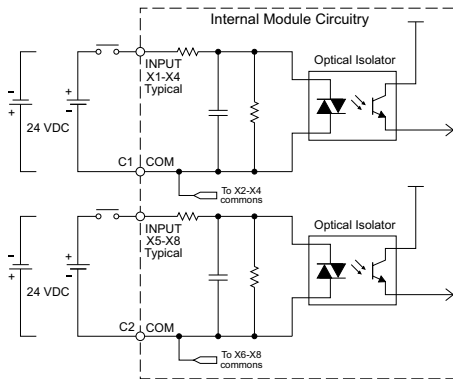 Internal Module Circuitry
Optical Isolator
INPUT
X1-X4
Typical
-
+
+
-
24 VDC
C1
COM
To X2-X4
commons
Optical Isolator
INPUT
X5-X8
Typical
-
+
+
-
24 VDC
C2
COM
To X6-X8
commons